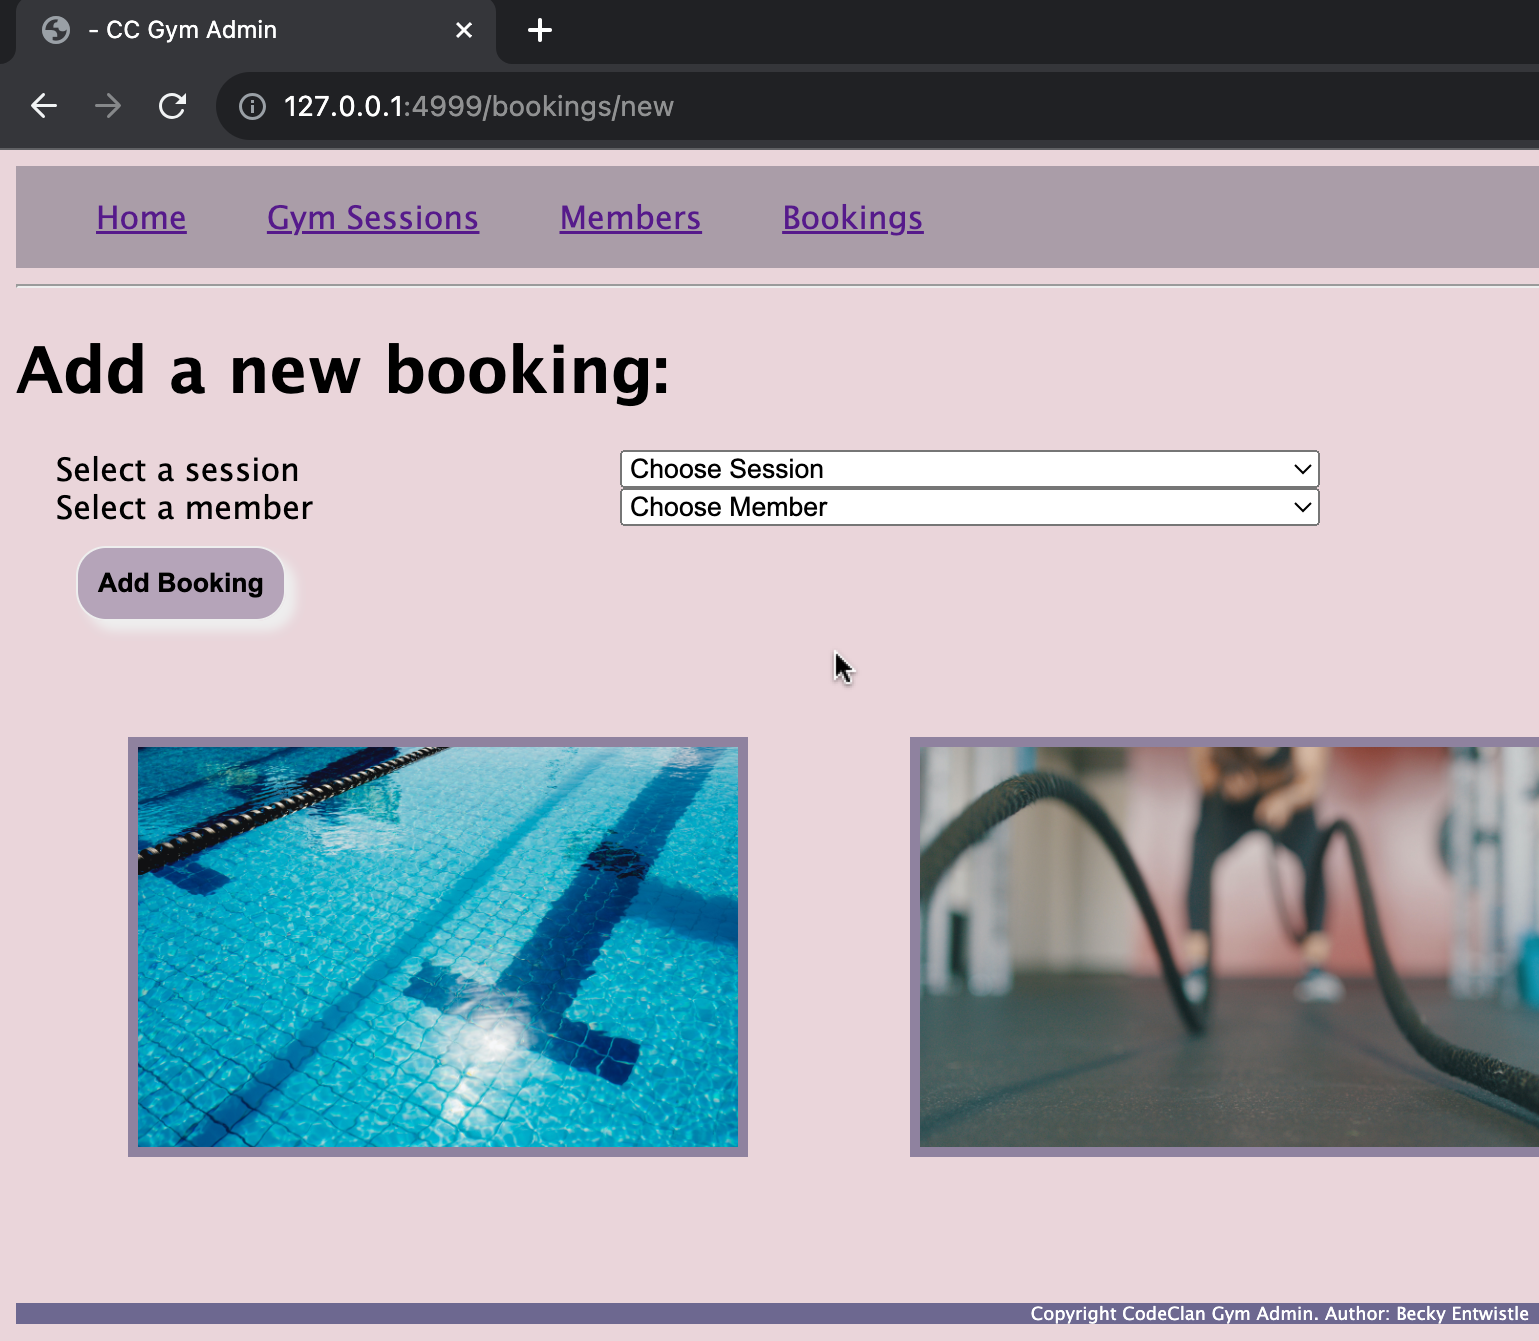 - CC Gym Admin
127.0.0.1:4999/bookings/new
Home Gym Sessions Members Bookings
Add a new booking:
Select a session Choose Session
Select a member Choose Member
Add Booking
Copyright CodeClan Gym Admin. Author: Becky Entwistle